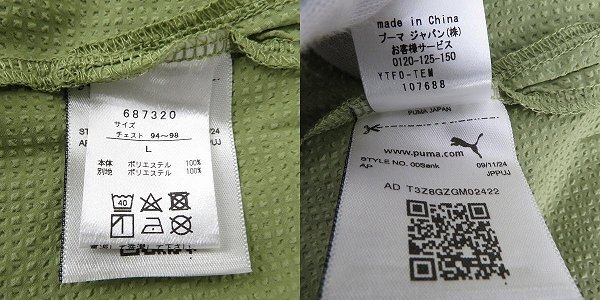 687320
サイズ
チェスト 94~98
L
本体 ポリエステル 100%
別地 ポリエステル 100%
40
made in China
プーマ ジャパン(株)
お客様サービス
0120-125-150
YTF0-TEM
107688
PUMA JAPAN
www.puma.com
STYLE NO. 00Senk
09/11/24
AP
JPPUJ
AD T3Z8GZGM02422